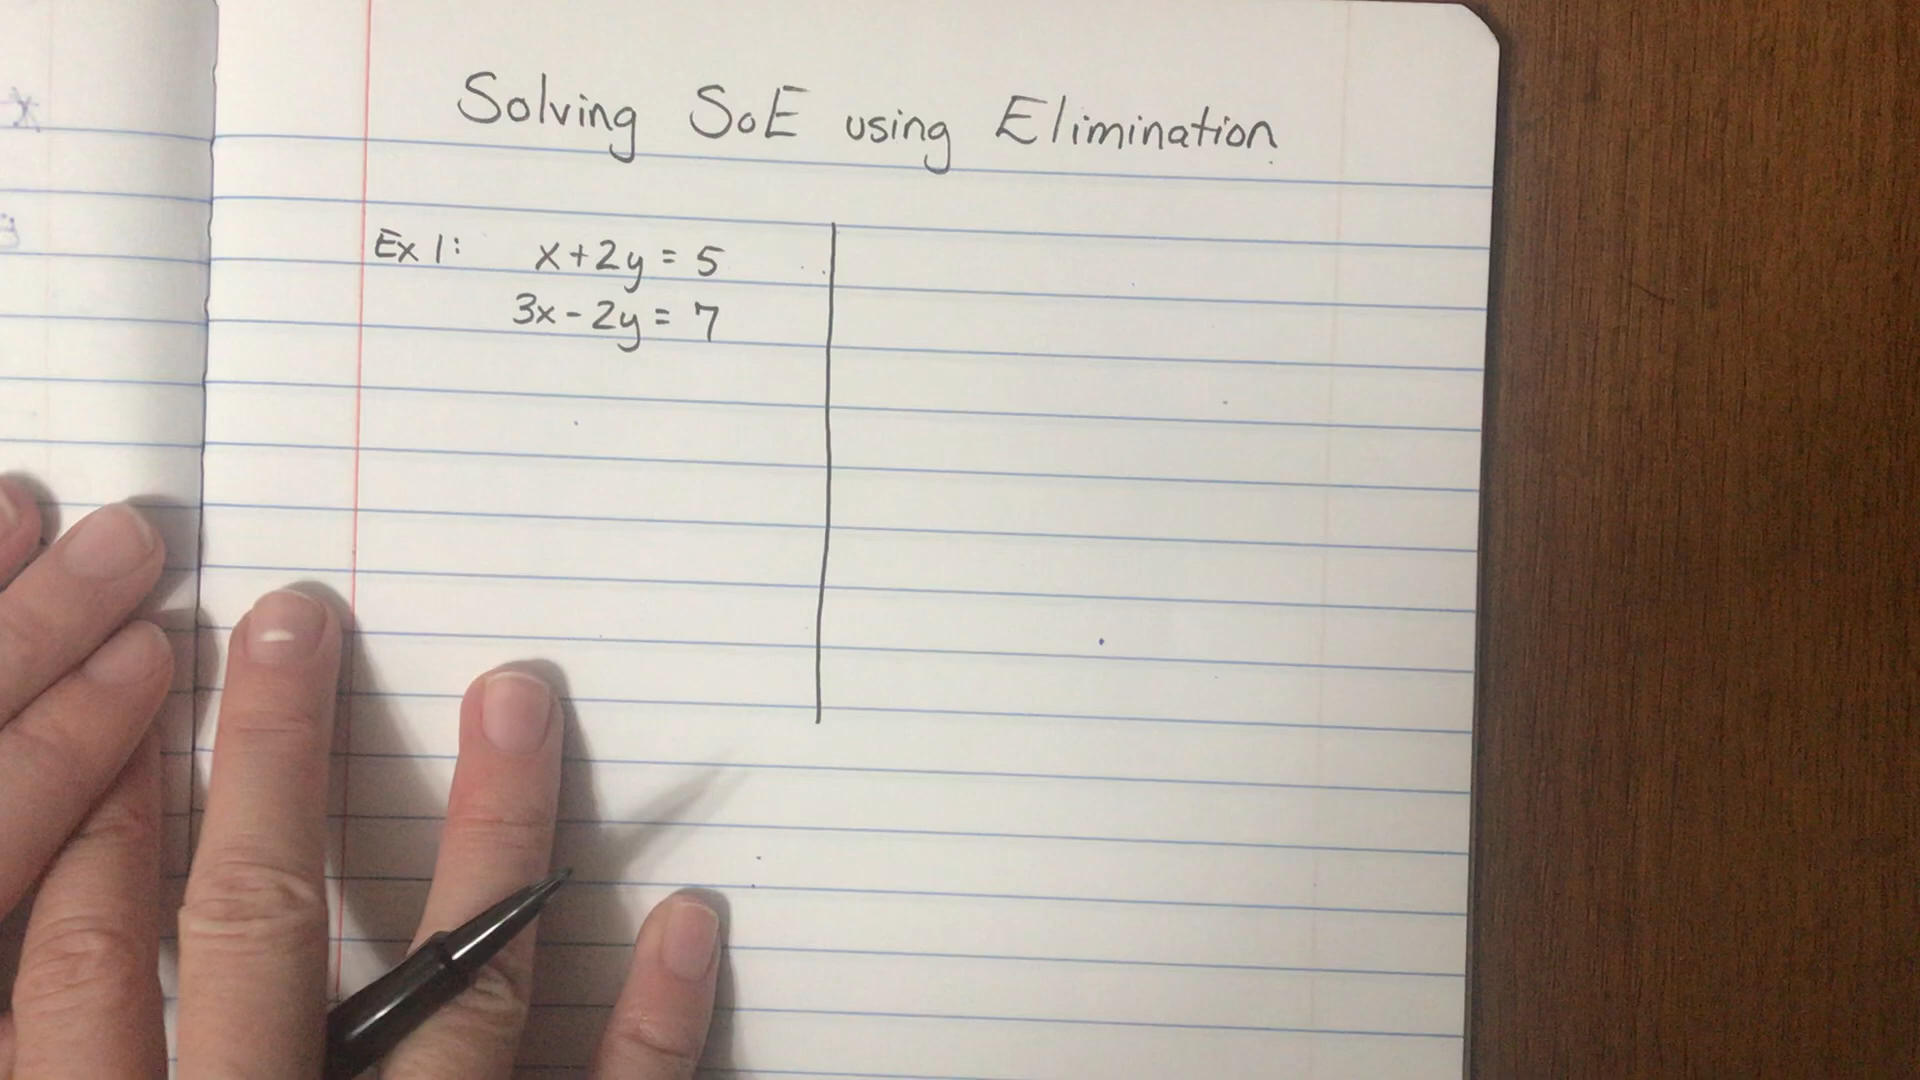 Solving SoE using Elimination
Ex 1: x+2y = 5
3x-2y = 7